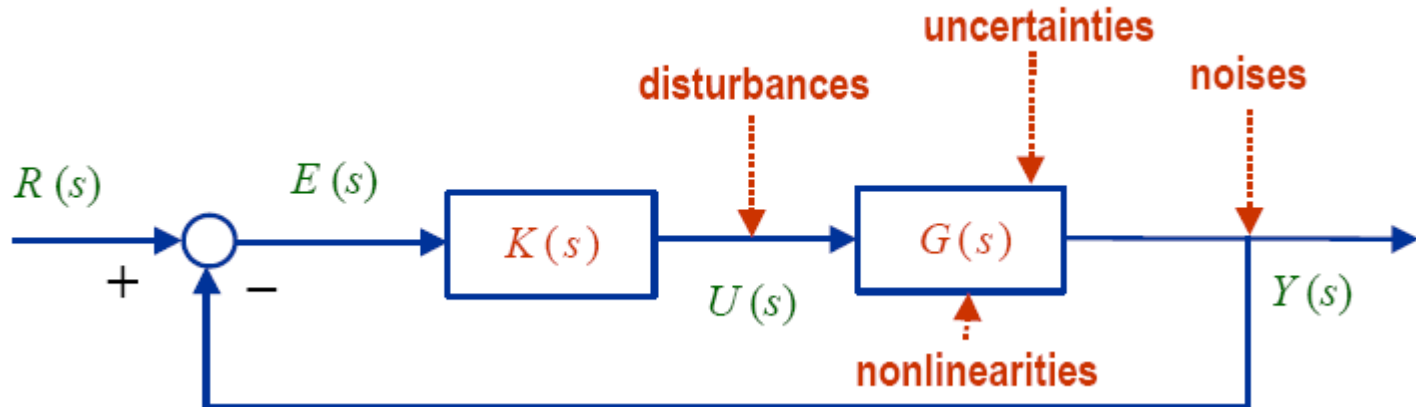 uncertainties
disturbances
noises
R (s)
E (s)
K (s)
G (s)
+
−
U (s)
Y (s)
nonlinearities